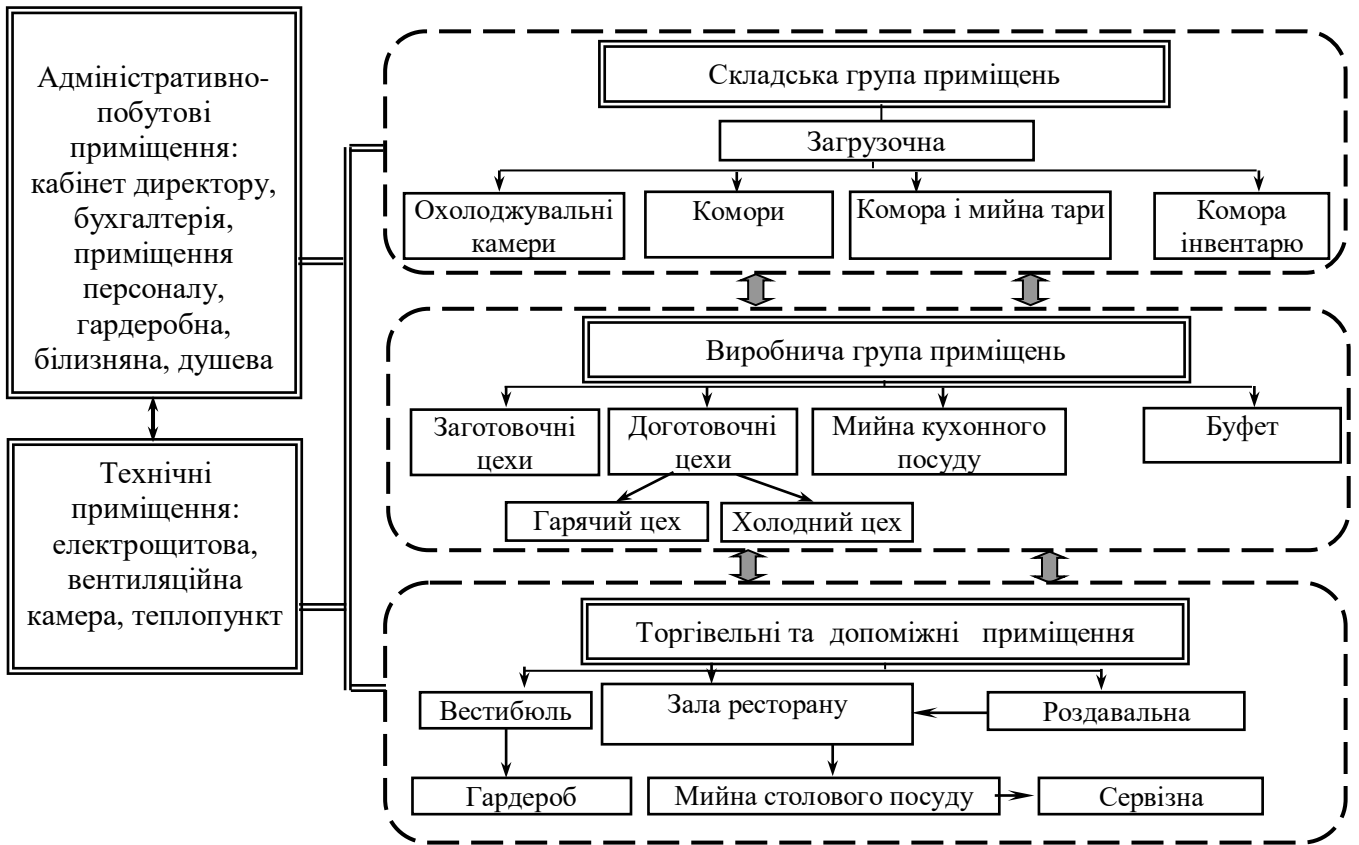 Адміністративно-
побутові
приміщення:
кабінет директору,
бухгалтерія,
приміщення
персоналу,
гардеробна,
білизняна, душева
Технічні
приміщення:
електрощитова,
вентиляційна
камера, теплопункт
Складська група приміщень
Загрузочна
Охолоджувальні
камери
Комори
Комора і мийна тари
Комора
інвентарю
Виробнича група приміщень
Заготовочні
цехи
Доготовочні
цехи
Мийна кухонного
посуду
Буфет
Гарячий цех
Холодний цех
Торгівельні та допоміжні приміщення
Вестибюль
Зала ресторану
Роздавальна
Гардероб
Мийна столового посуду
Сервізна